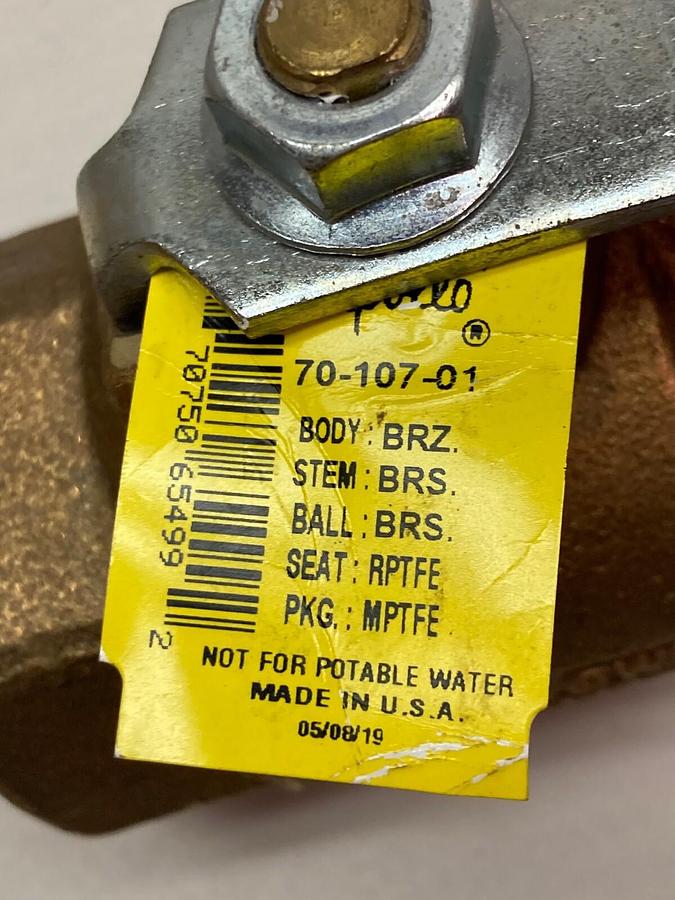 ®
70-107-01
BODY: BRZ.
STEM: BRS.
BALL: BRS.
SEAT: RPTFE
PKG.: MPTFE
NOT FOR POTABLE WATER
MADE IN U.S.A.
05/08/19
70750 65499 2